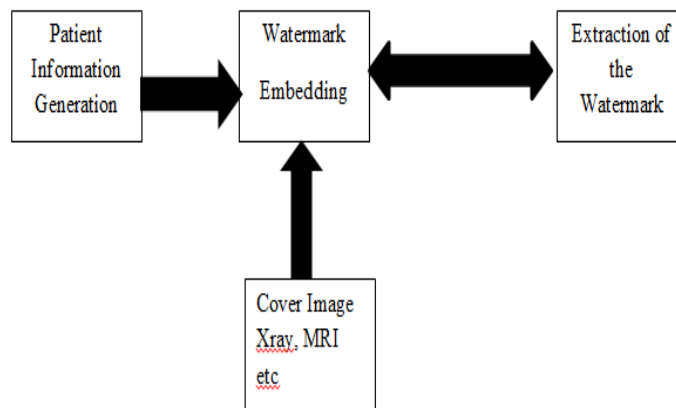 Patient
Information
Generation
Watermark
Embedding
Extraction of
the
Watermark
Cover Image
Xray, MRI
etc